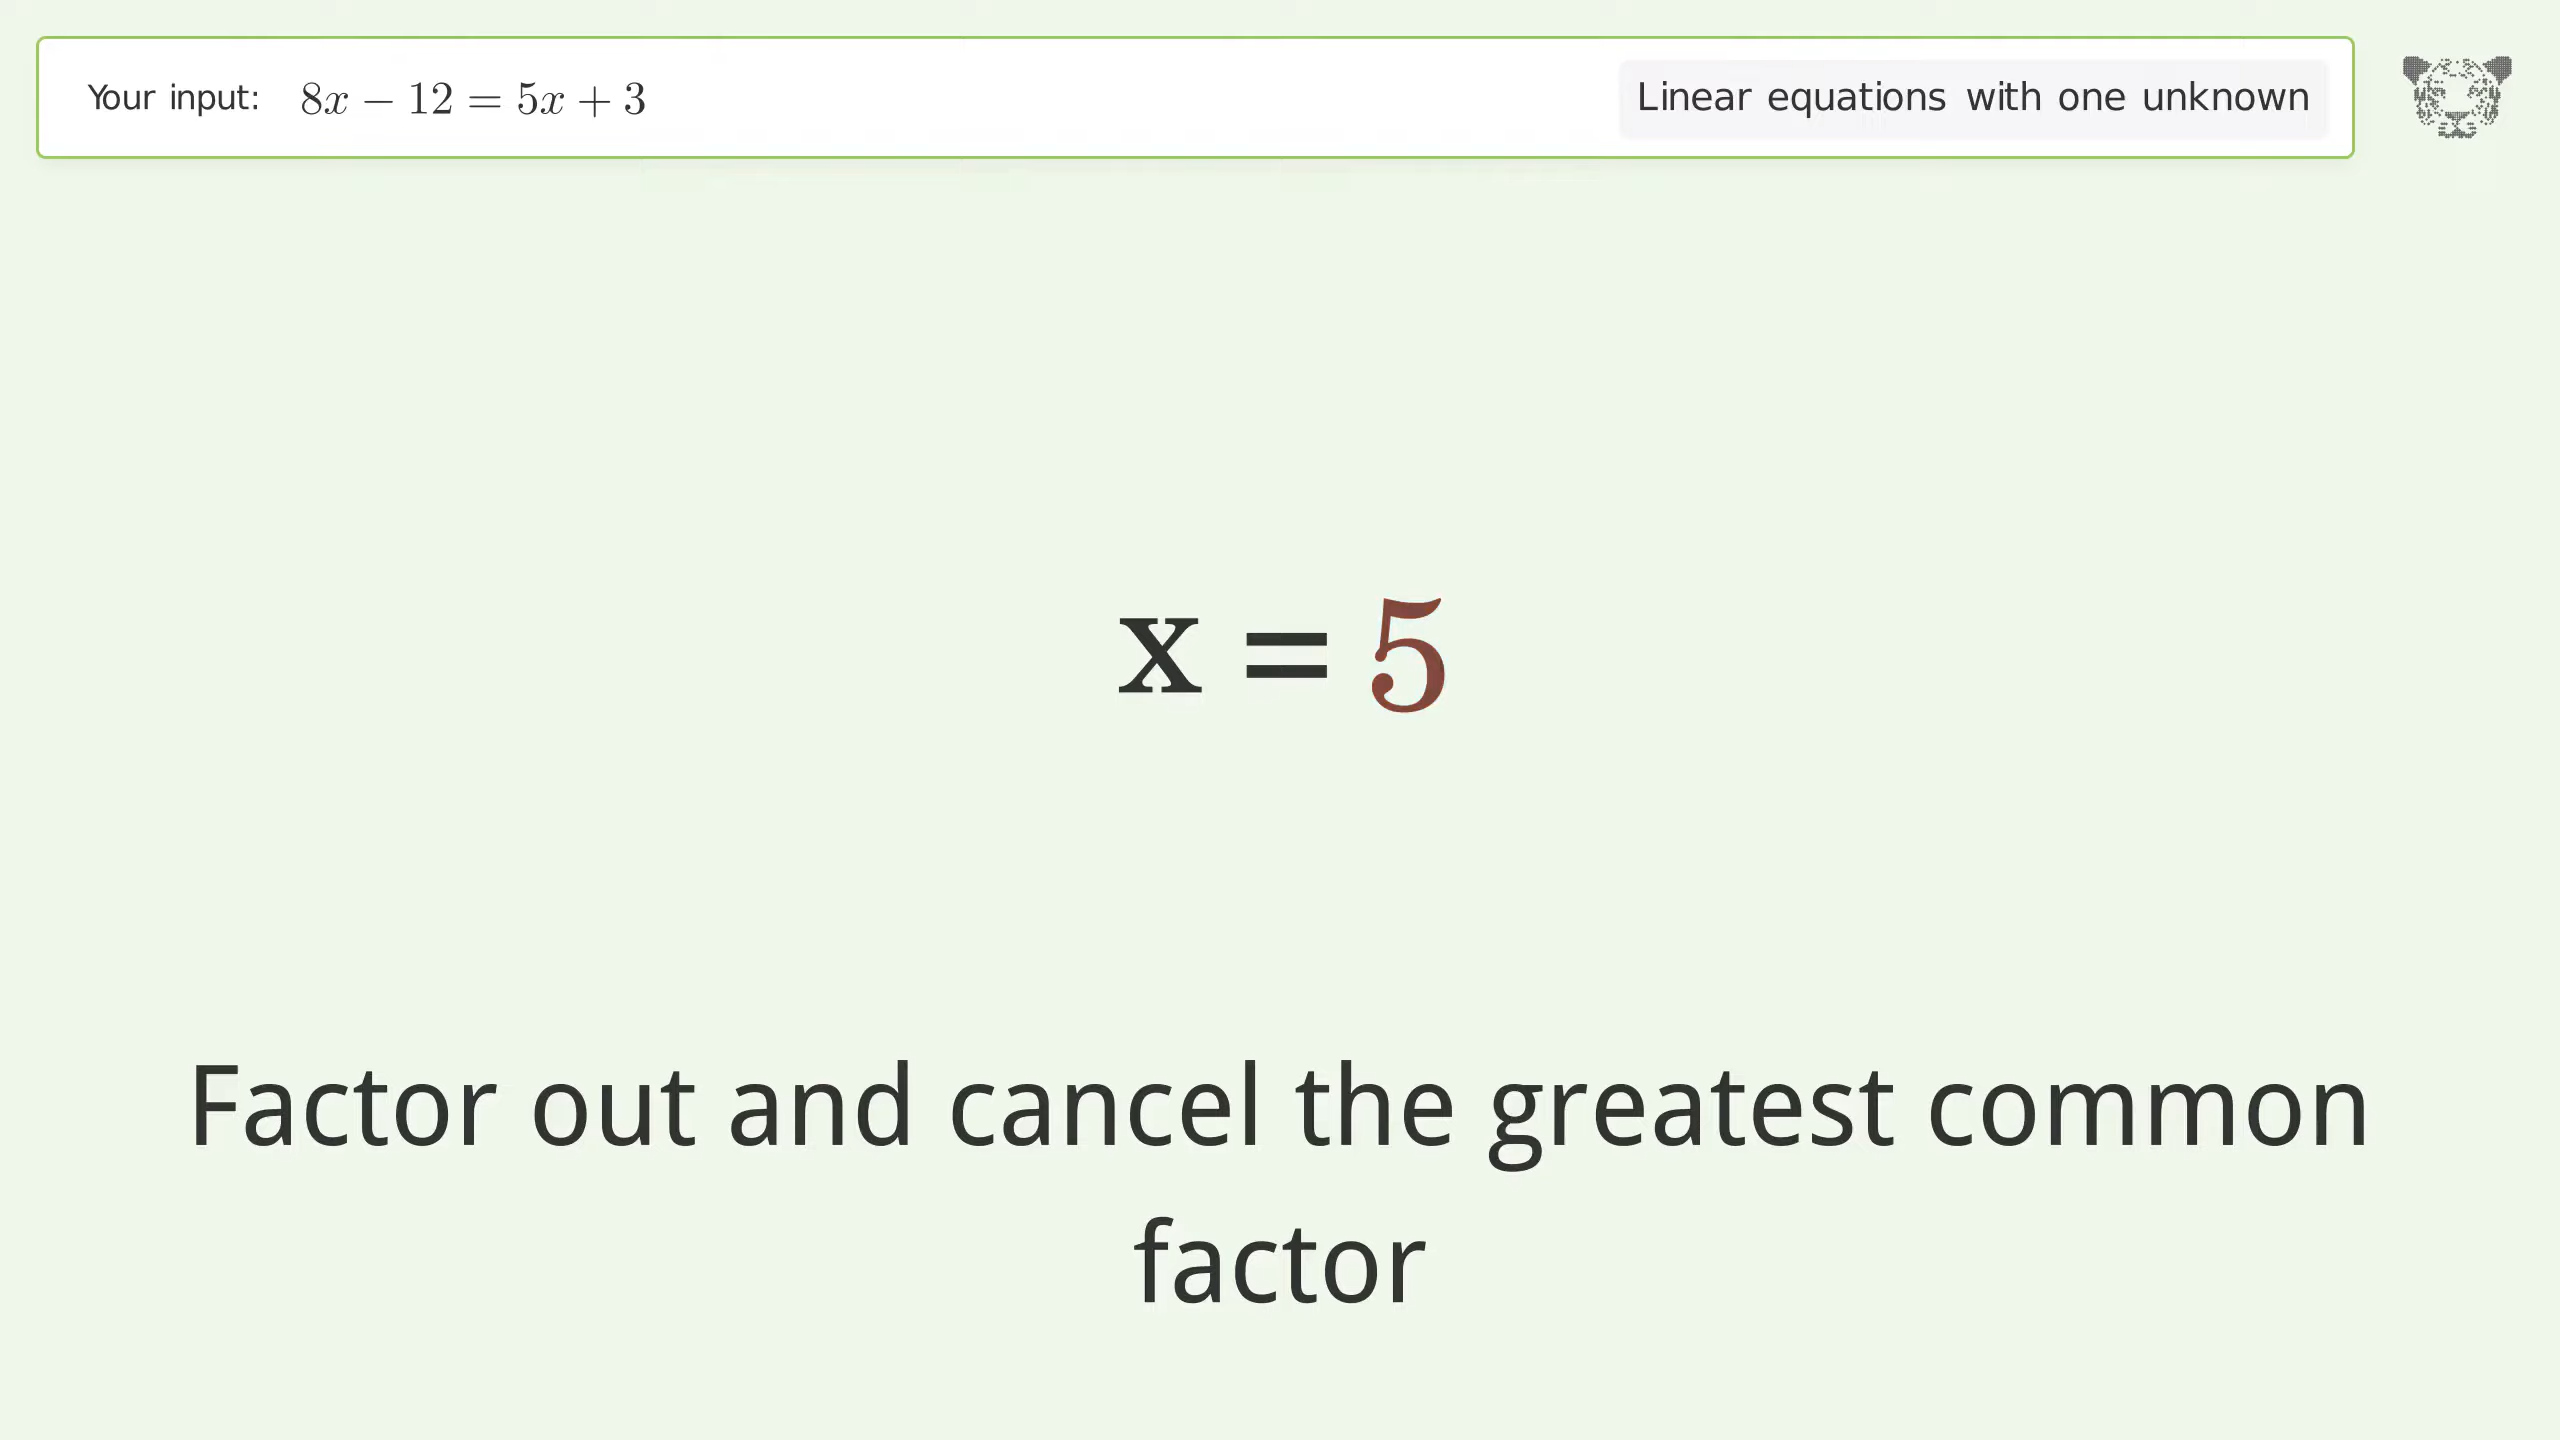 Your input: 8x − 12 = 5x + 3
Linear equations with one unknown
x = 5
Factor out and cancel the greatest common
factor